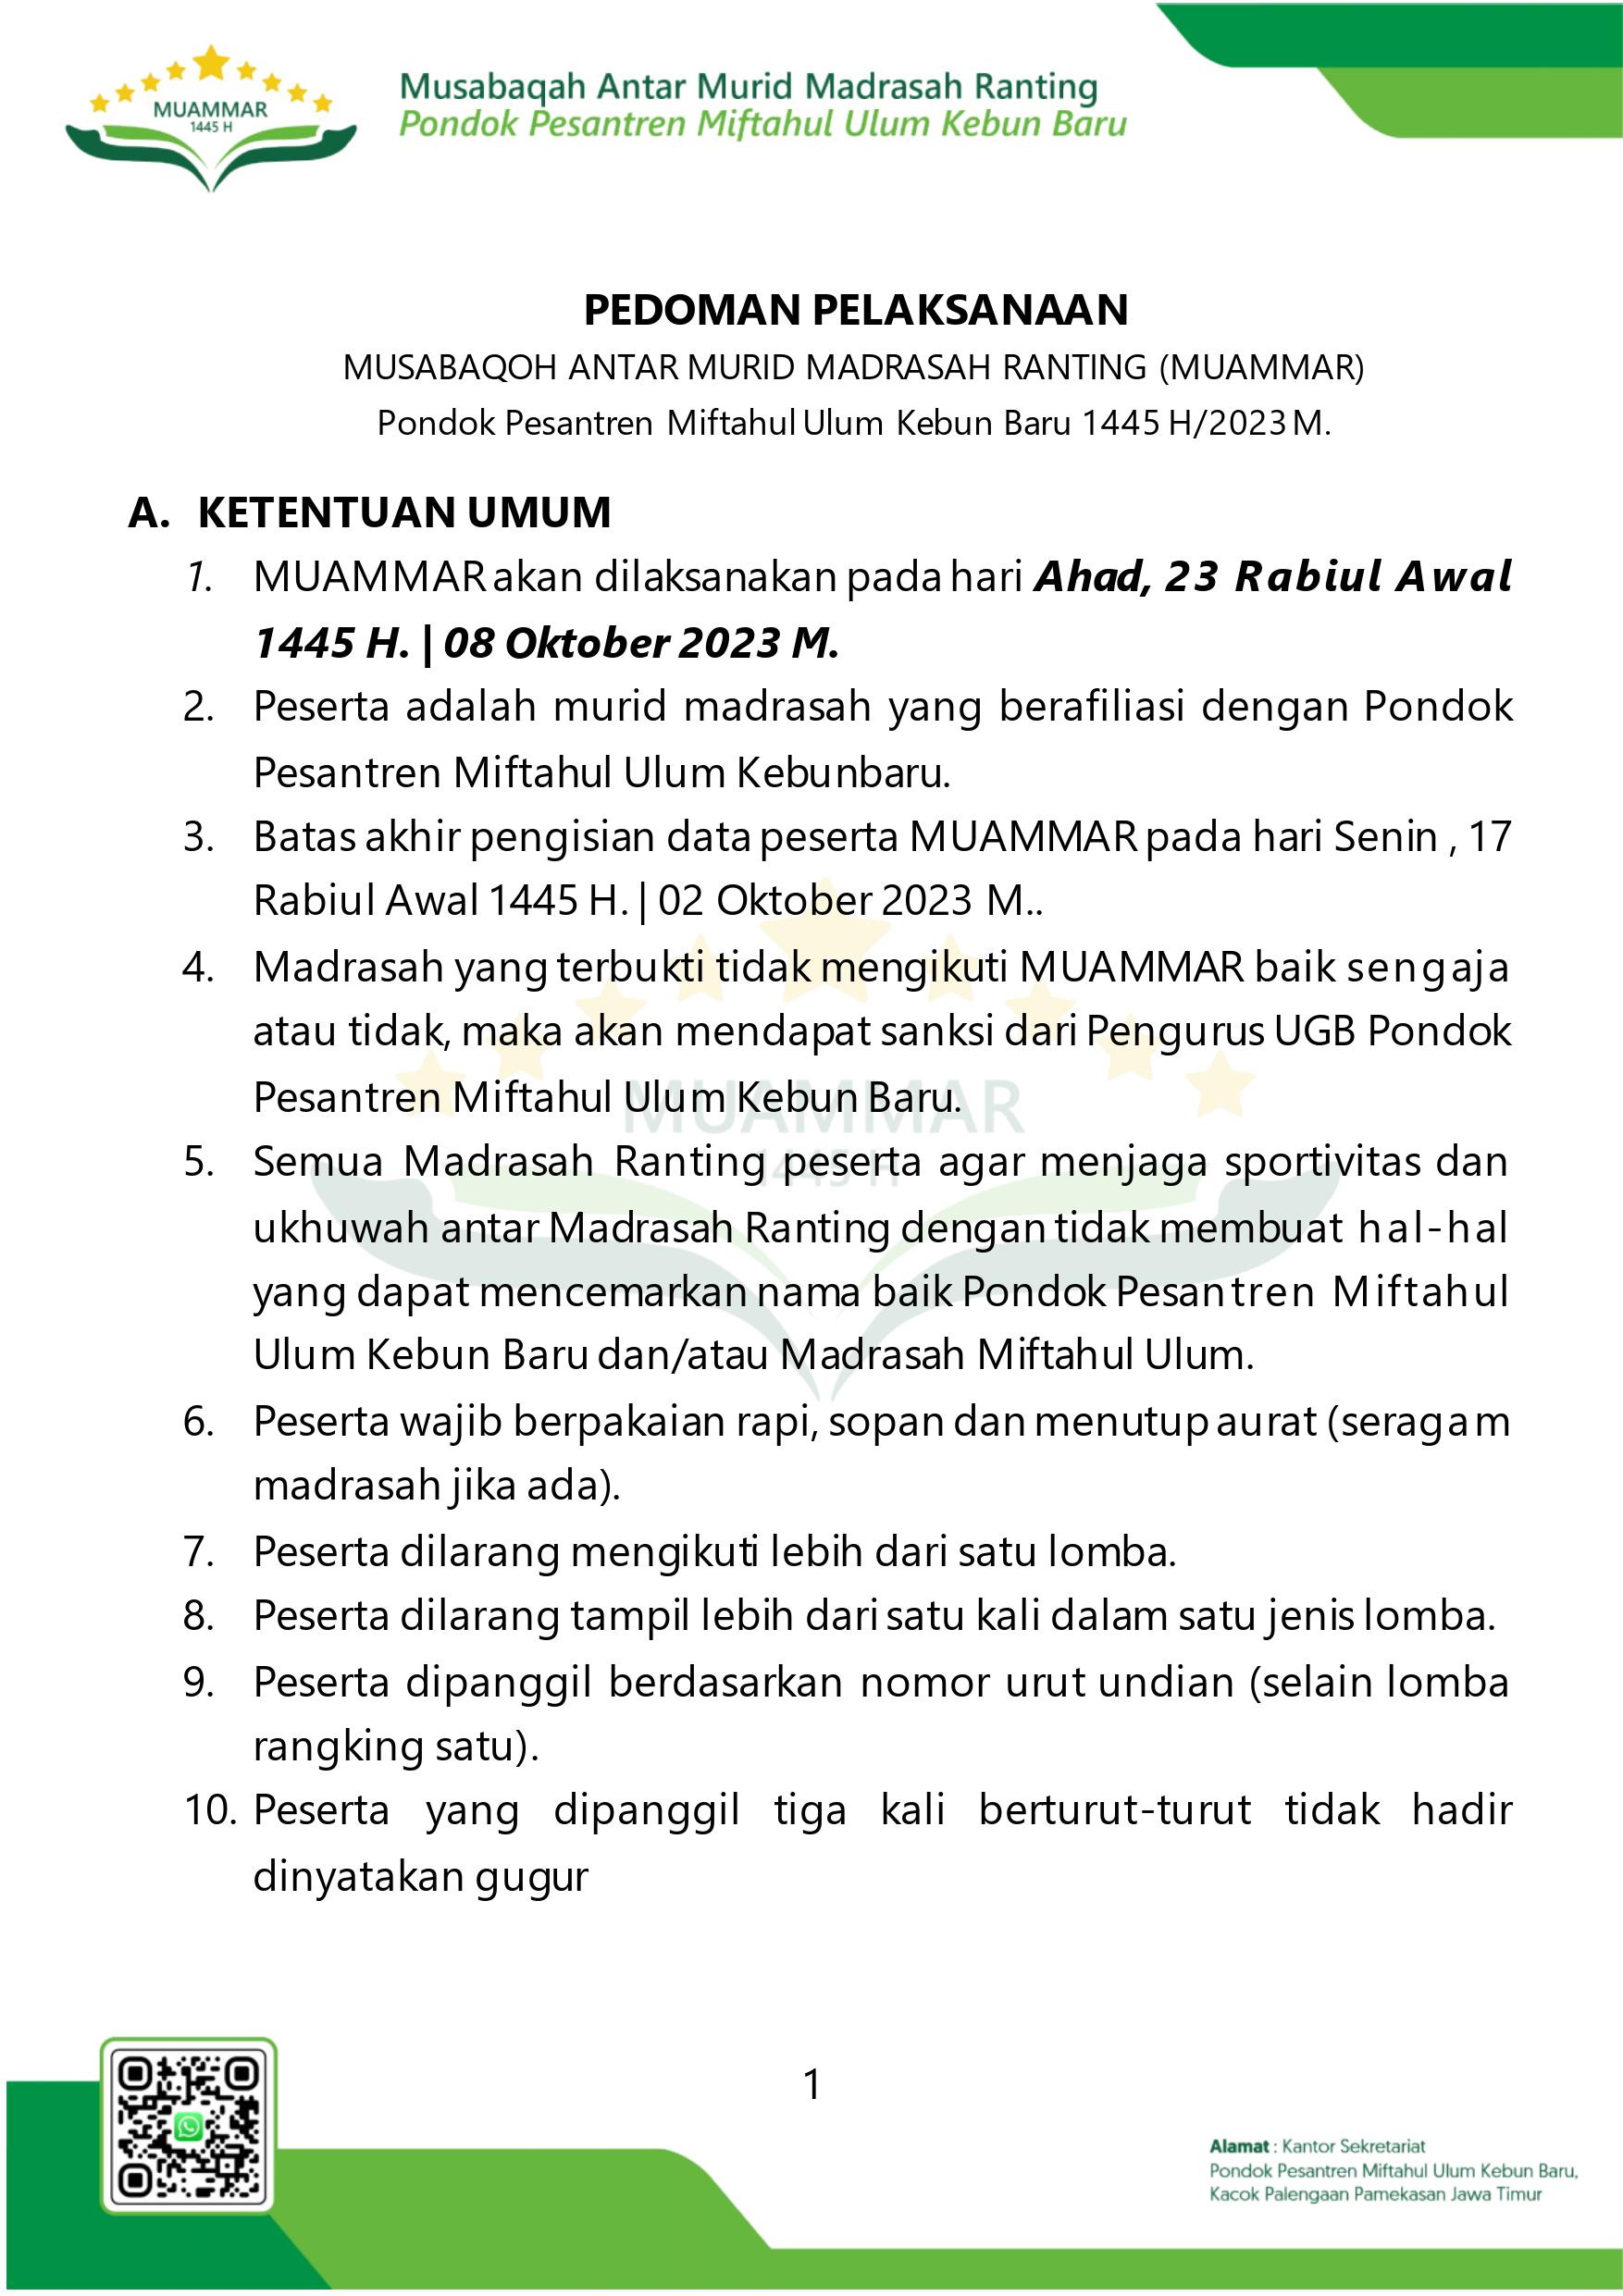 MUAMMAR
1445 H
Musabaqah Antar Murid Madrasah Ranting
Pondok Pesantren Miftahul Ulum Kebun Baru
PEDOMAN PELAKSANAAN
MUSABAQOH ANTAR MURID MADRASAH RANTING (MUAMMAR)
Pondok Pesantren Miftahul Ulum Kebun Baru 1445 H/2023 M.
A. KETENTUAN UMUM
1. MUAMMAR akan dilaksanakan pada hari Ahad, 23 Rabiul Awal
1445 H. | 08 Oktober 2023 M.
2. Peserta adalah murid madrasah yang berafiliasi dengan Pondok
Pesantren Miftahul Ulum Kebunbaru.
3. Batas akhir pengisian data peserta MUAMMAR pada hari Senin , 17
Rabiul Awal 1445 H. | 02 Oktober 2023 M..
4. Madrasah yang terbukti tidak mengikuti MUAMMAR baik sengaja
atau tidak, maka akan mendapat sanksi dari Pengurus UGB Pondok
Pesantren Miftahul Ulum Kebun Baru.
MUAMMAR
1445 H
5. Semua Madrasah Ranting peserta agar menjaga sportivitas dan
ukhuwah antar Madrasah Ranting dengan tidak membuat hal-hal
yang dapat mencemarkan nama baik Pondok Pesantren Miftahul
Ulum Kebun Baru dan/atau Madrasah Miftahul Ulum.
6. Peserta wajib berpakaian rapi, sopan dan menutup aurat (seragam
madrasah jika ada).
7. Peserta dilarang mengikuti lebih dari satu lomba.
8. Peserta dilarang tampil lebih dari satu kali dalam satu jenis lomba.
9. Peserta dipanggil berdasarkan nomor urut undian (selain lomba
rangking satu).
10. Peserta yang dipanggil tiga kali berturut-turut tidak hadir
dinyatakan gugur
1
Alamat : Kantor Sekretariat
Pondok Pesantren Miftahul Ulum Kebun Baru,
Kacok Palengaan Pamekasan Jawa Timur